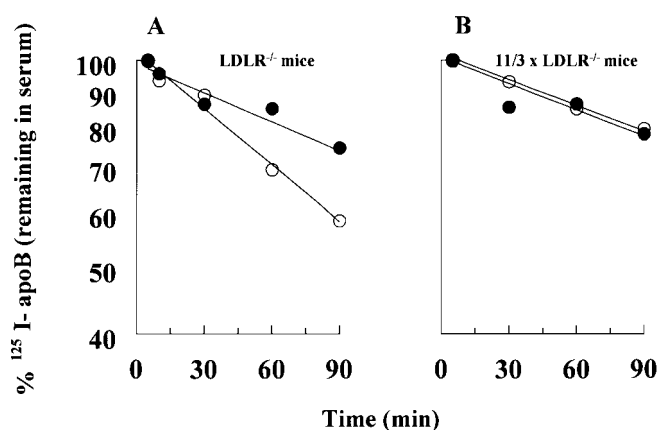 A
B
LDLR-/- mice
11/3 x LDLR-/- mice
% 125 I- apoB (remaining in serum)
100
90
80
70
60
50
40
0 30 60 90
0 30 60 90
Time (min)